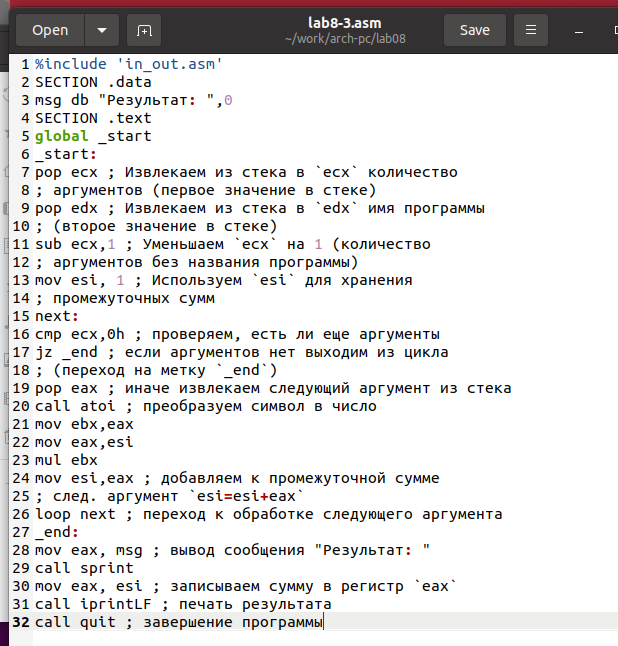 Open
lab8-3.asm
~/work/arch-pc/lab08
Save
1 %include 'in_out.asm'
2 SECTION .data
3 msg db "Результат: ",0
4 SECTION .text
5 global _start
6 _start:
7 pop ecx ; Извлекаем из стека в `ecx` количество
8 ; аргументов (первое значение в стеке)
9 pop edx ; Извлекаем из стека в `edx` имя программы
10 ; (второе значение в стеке)
11 sub ecx,1 ; Уменьшаем `ecx` на 1 (количество
12 ; аргументов без названия программы)
13 mov esi, 1 ; Используем `esi` для хранения
14 ; промежуточных сумм
15 next:
16 cmp ecx,0h ; проверяем, есть ли еще аргументы
17 jz _end ; если аргументов нет выходим из цикла
18 ; (переход на метку `_end`)
19 pop eax ; иначе извлекаем следующий аргумент из стека
20 call atoi ; преобразуем символ в число
21 mov ebx,eax
22 mov eax,esi
23 mul ebx
24 mov esi,eax ; добавляем к промежуточной сумме
25 ; след. аргумент `esi=esi+eax`
26 loop next ; переход к обработке следующего аргумента
27 _end:
28 mov eax, msg ; вывод сообщения "Результат: "
29 call sprint
30 mov eax, esi ; записываем сумму в регистр `eax`
31 call iprintLF ; печать результата
32 call quit ; завершение программы